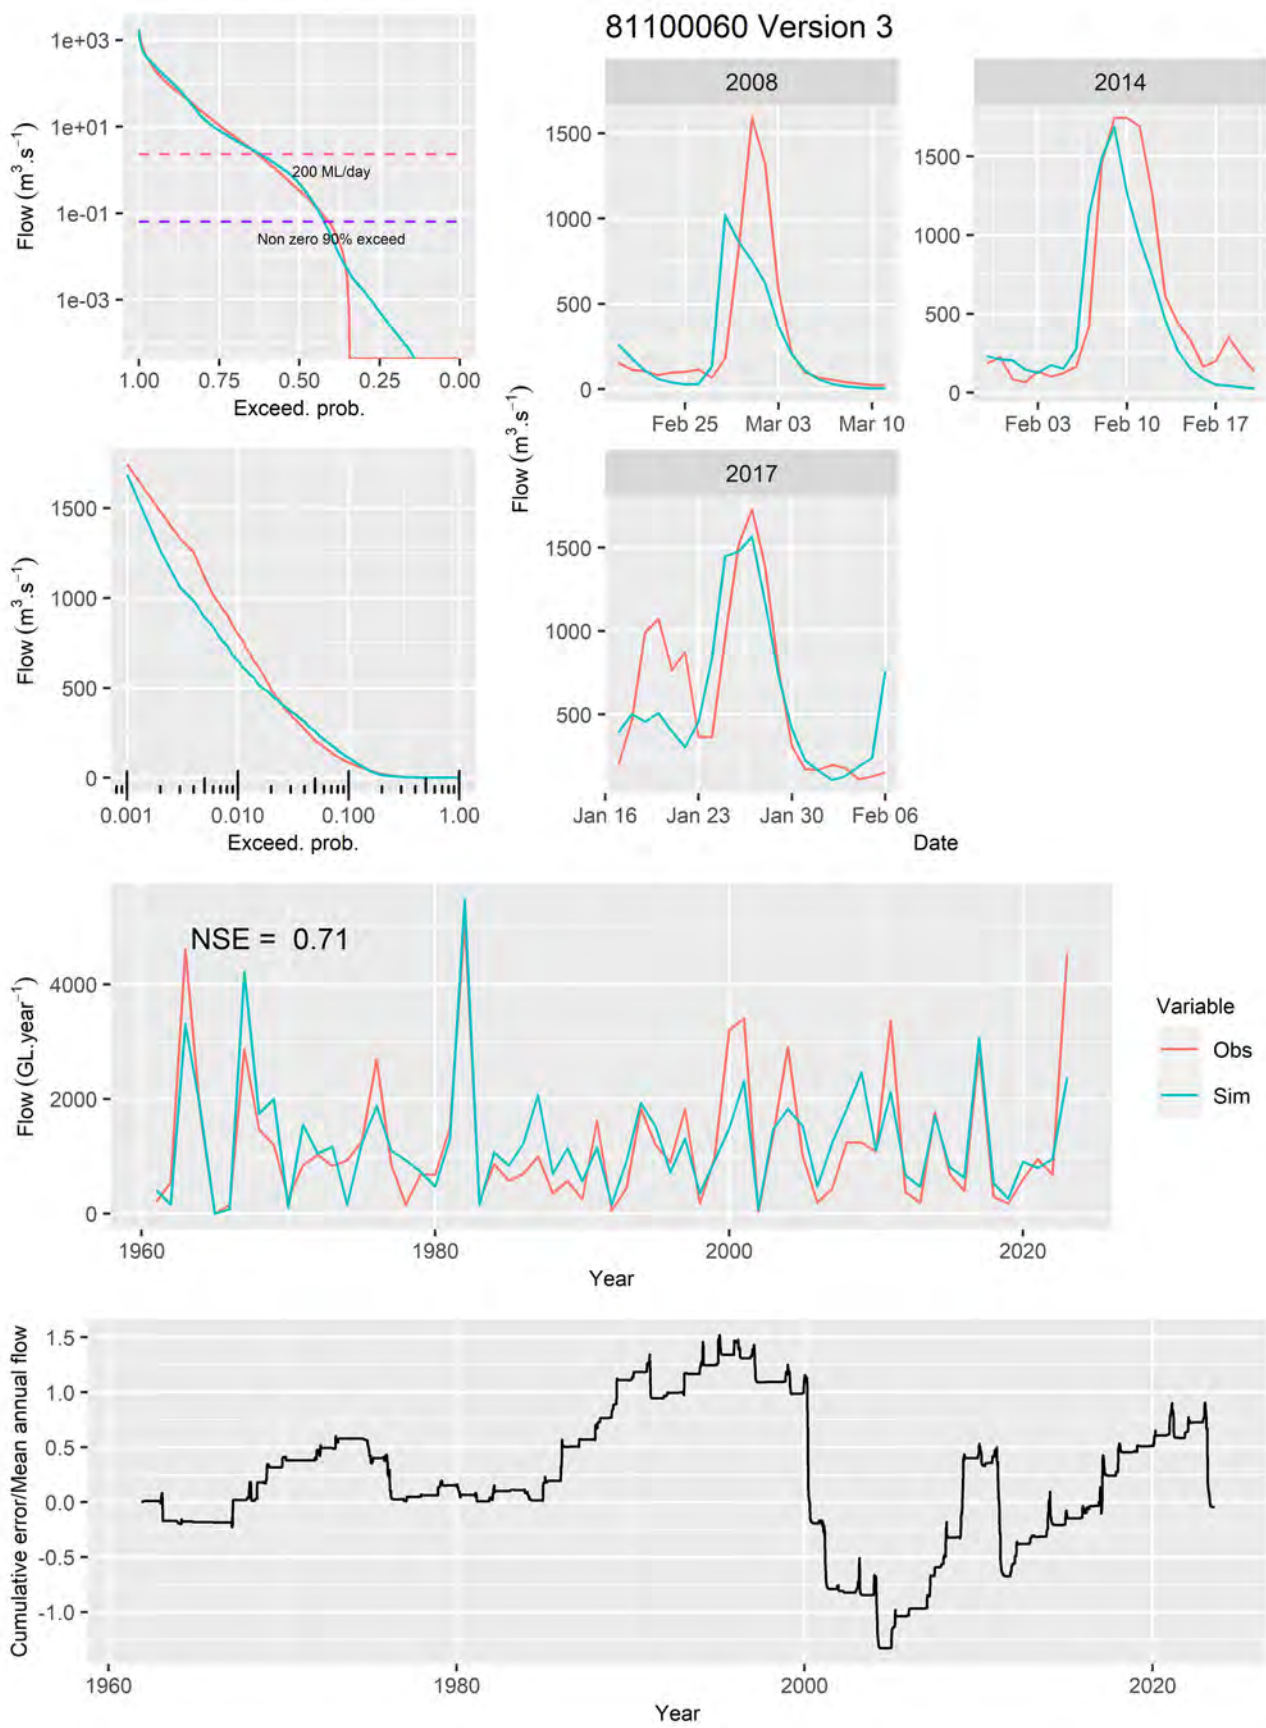 81100060 Version 3
1e+03
1e+01
1e-01
1e-03
Flow (m³.s⁻¹)
200 ML/day
Non zero 90% exceed
1.00 0.75 0.50 0.25 0.00
Exceed. prob.
2008
1500
1000
500
0
Feb 25 Mar 03 Mar 10
2014
1500
1000
500
0
Feb 03 Feb 10 Feb 17
Flow (m³.s⁻¹)
1500
1000
500
0
Flow (m³.s⁻¹)
0.001 0.010 0.100 1.00
Exceed. prob.
2017
1500
1000
500
Jan 16 Jan 23 Jan 30 Feb 06
Date
NSE = 0.71
4000
2000
0
Flow (GL.year⁻¹)
1960 1980 2000 2020
Year
Variable
Obs
Sim
1.5
1.0
0.5
0.0
-0.5
-1.0
Cumulative error/Mean annual flow
1960 1980 2000 2020
Year